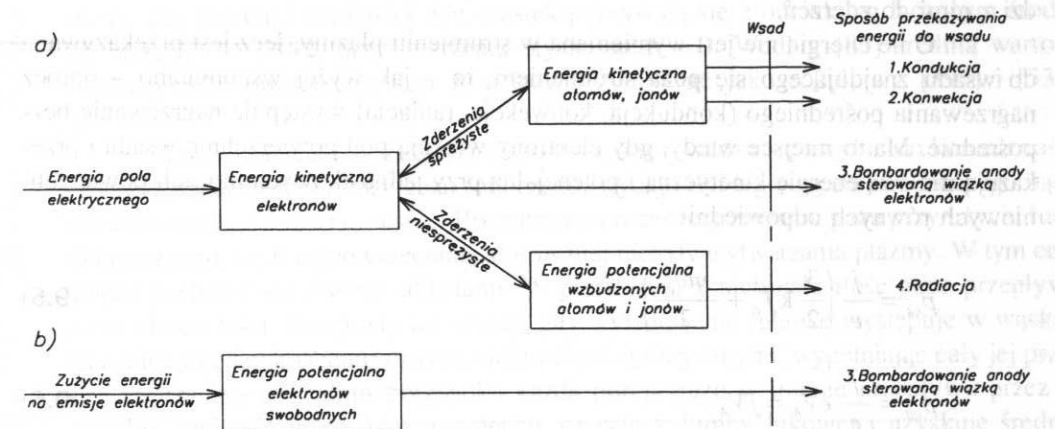 a)
Wsad
Sposób przekazywania
energii do wsadu
Energia kinetyczna
atomów i jonów
1.Kondukcja
2.Konwekcja
Zderzenia
sprężyste
Energia pola
elektrycznego
Energia kinetyczna
elektronów
3.Bombardowanie anody
sterowaną wiązką
elektronów
Zderzenia
niesprężyste
Energia potencjalna
wzbudzonych
atomów i jonów
4.Radiacja
b)
Zużycie energii
na emisję elektronów
Energia potencjalna
elektronów
swobodnych
3.Bombardowanie anody
sterowaną wiązką
elektronów